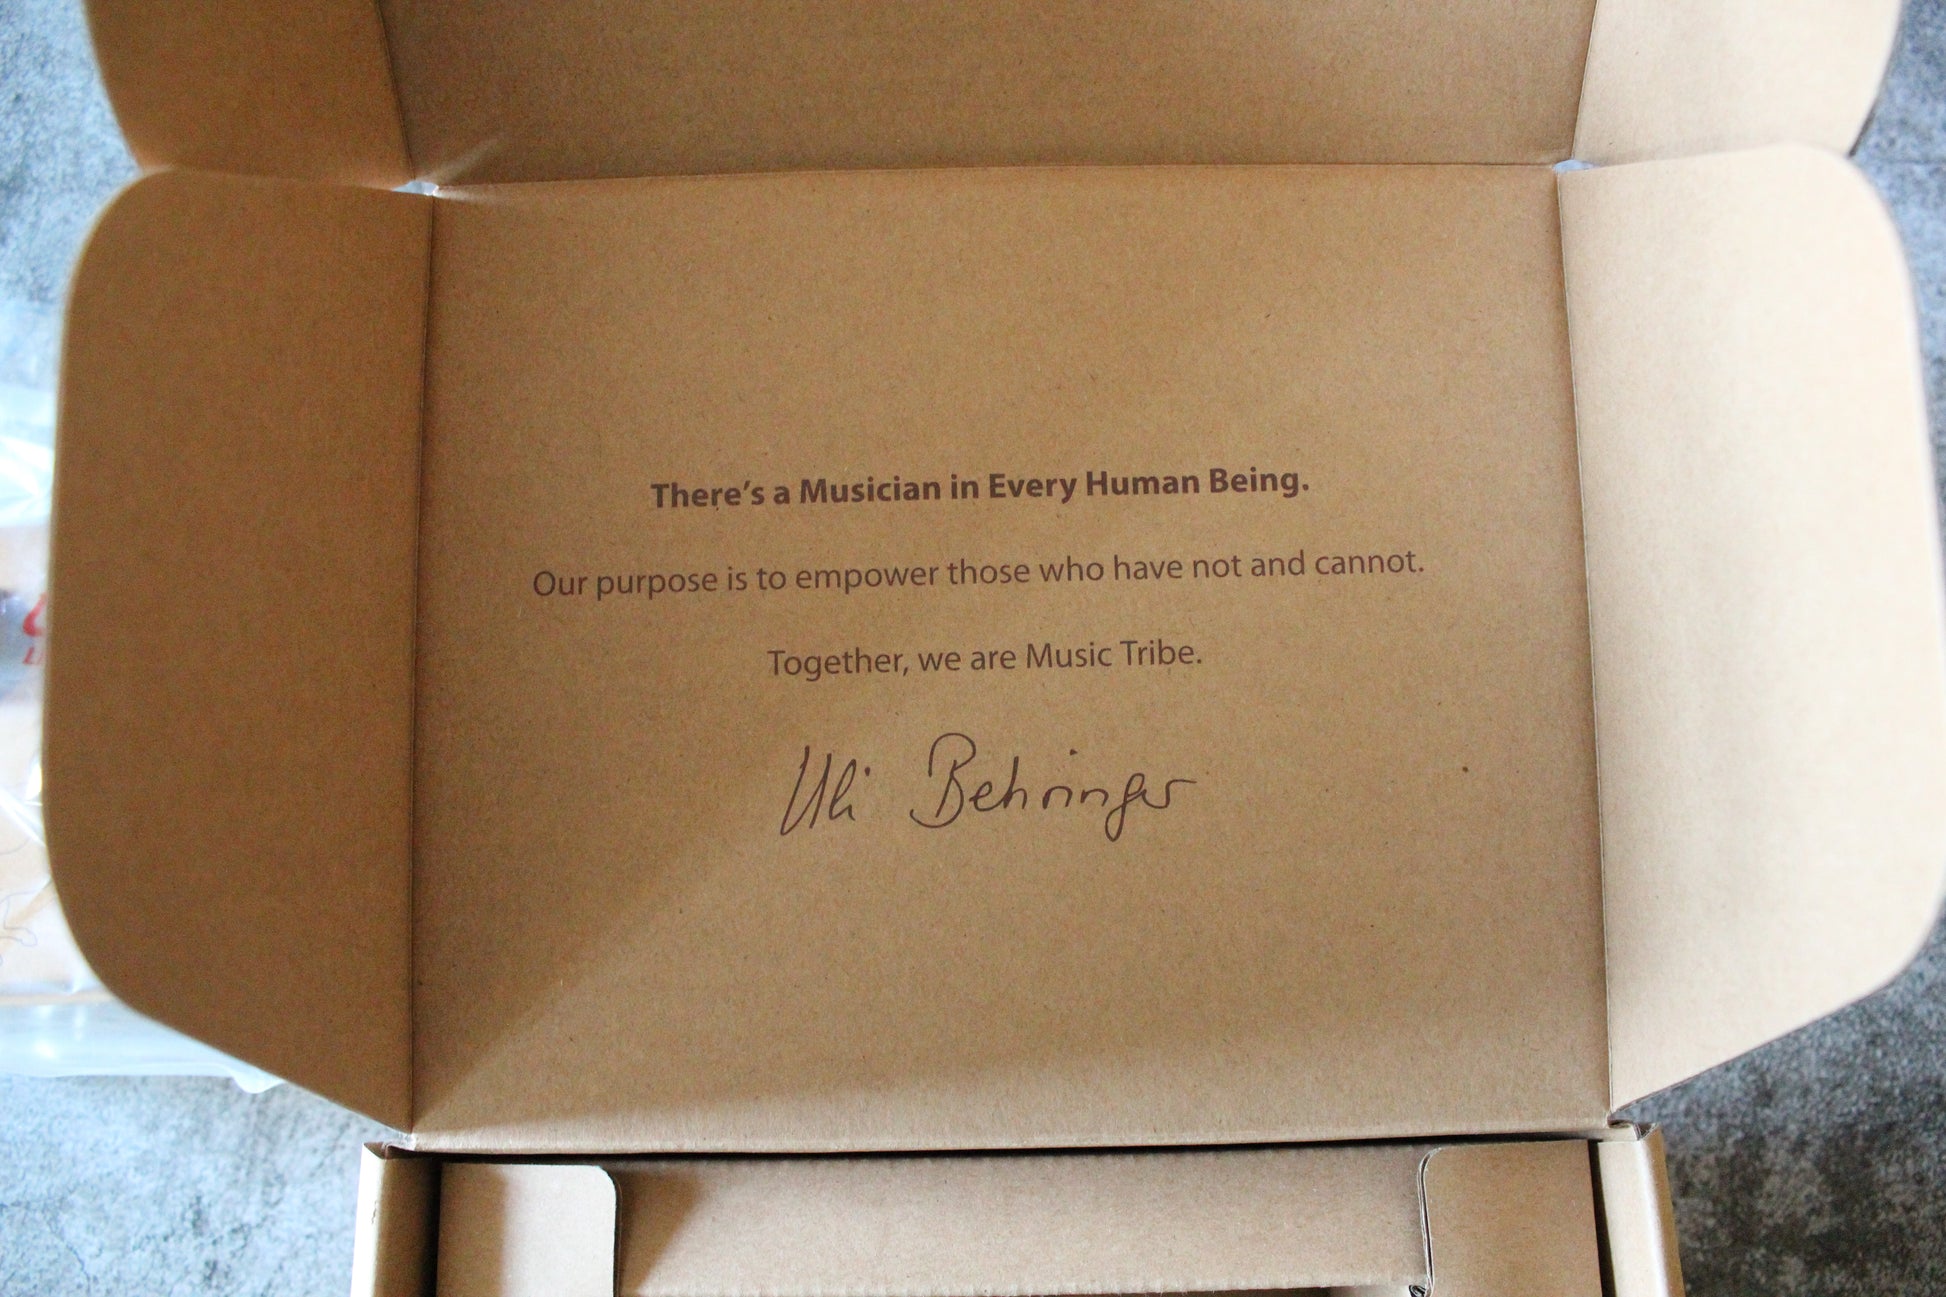 There's a Musician in Every Human Being.
Our purpose is to empower those who have not and cannot.
Together, we are Music Tribe.
Uli Behringer